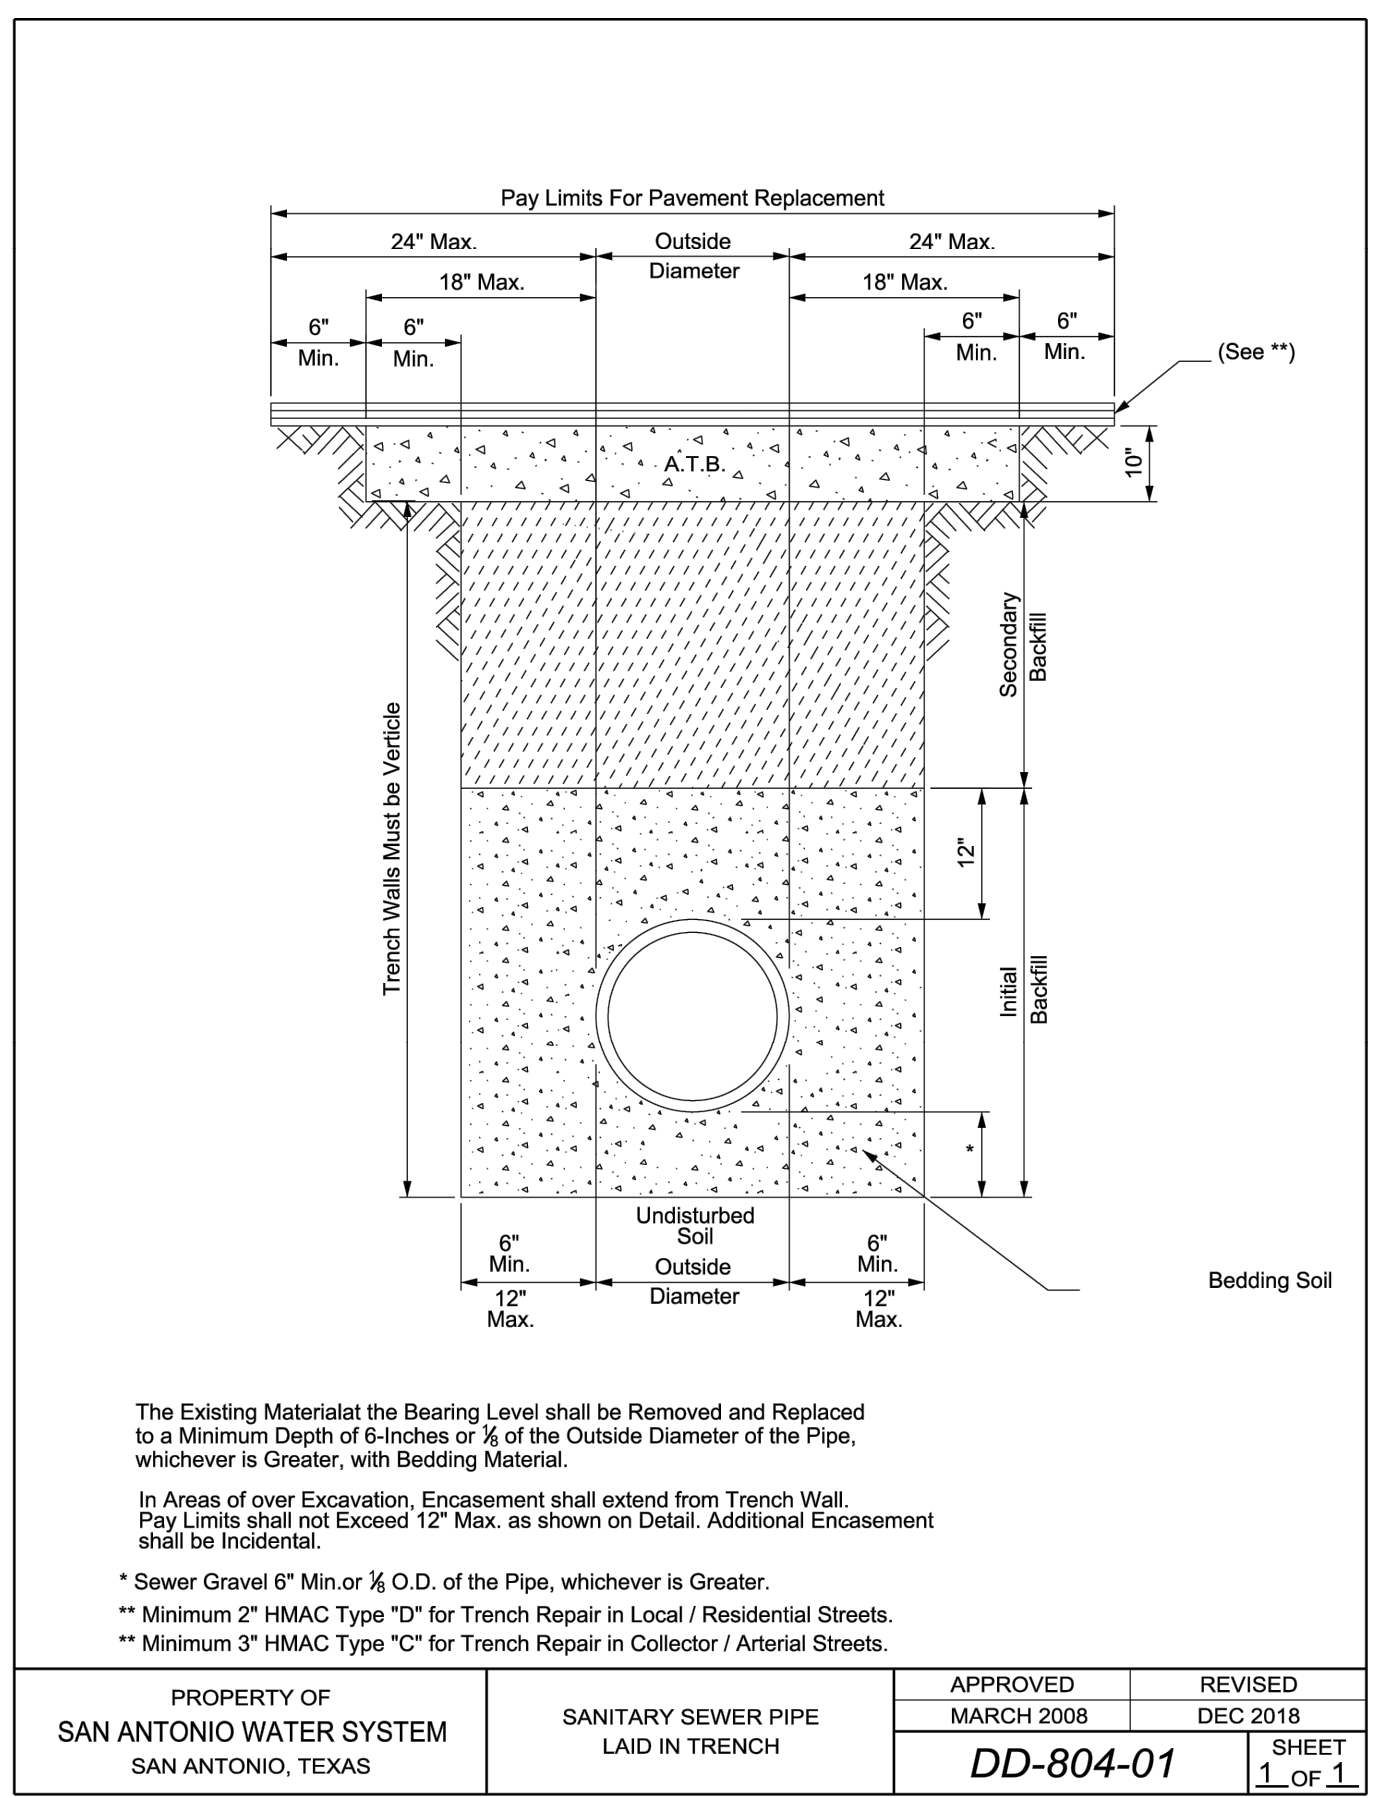 Pay Limits For Pavement Replacement
24" Max.
Outside
Diameter
24" Max.
18" Max.
18" Max.
6"
Min.
6"
Min.
6"
Min.
6"
Min.
(See **)
A.T.B.
10"
Secondary
Backfill
Trench Walls Must be Verticle
12"
Initial
Backfill
*
Undisturbed
Soil
6"
Min.
12"
Max.
Outside
Diameter
6"
Min.
12"
Max.
Bedding Soil
The Existing Materialat the Bearing Level shall be Removed and Replaced
to a Minimum Depth of 6-Inches or 1/8 of the Outside Diameter of the Pipe,
whichever is Greater, with Bedding Material.
In Areas of over Excavation, Encasement shall extend from Trench Wall.
Pay Limits shall not Exceed 12" Max. as shown on Detail. Additional Encasement
shall be Incidental.
* Sewer Gravel 6" Min.or 1/8 O.D. of the Pipe, whichever is Greater.
** Minimum 2" HMAC Type "D" for Trench Repair in Local / Residential Streets.
** Minimum 3" HMAC Type "C" for Trench Repair in Collector / Arterial Streets.
PROPERTY OF
SAN ANTONIO WATER SYSTEM
SAN ANTONIO, TEXAS
SANITARY SEWER PIPE
LAID IN TRENCH
APPROVED
MARCH 2008
REVISED
DEC 2018
DD-804-01
SHEET
1 OF 1